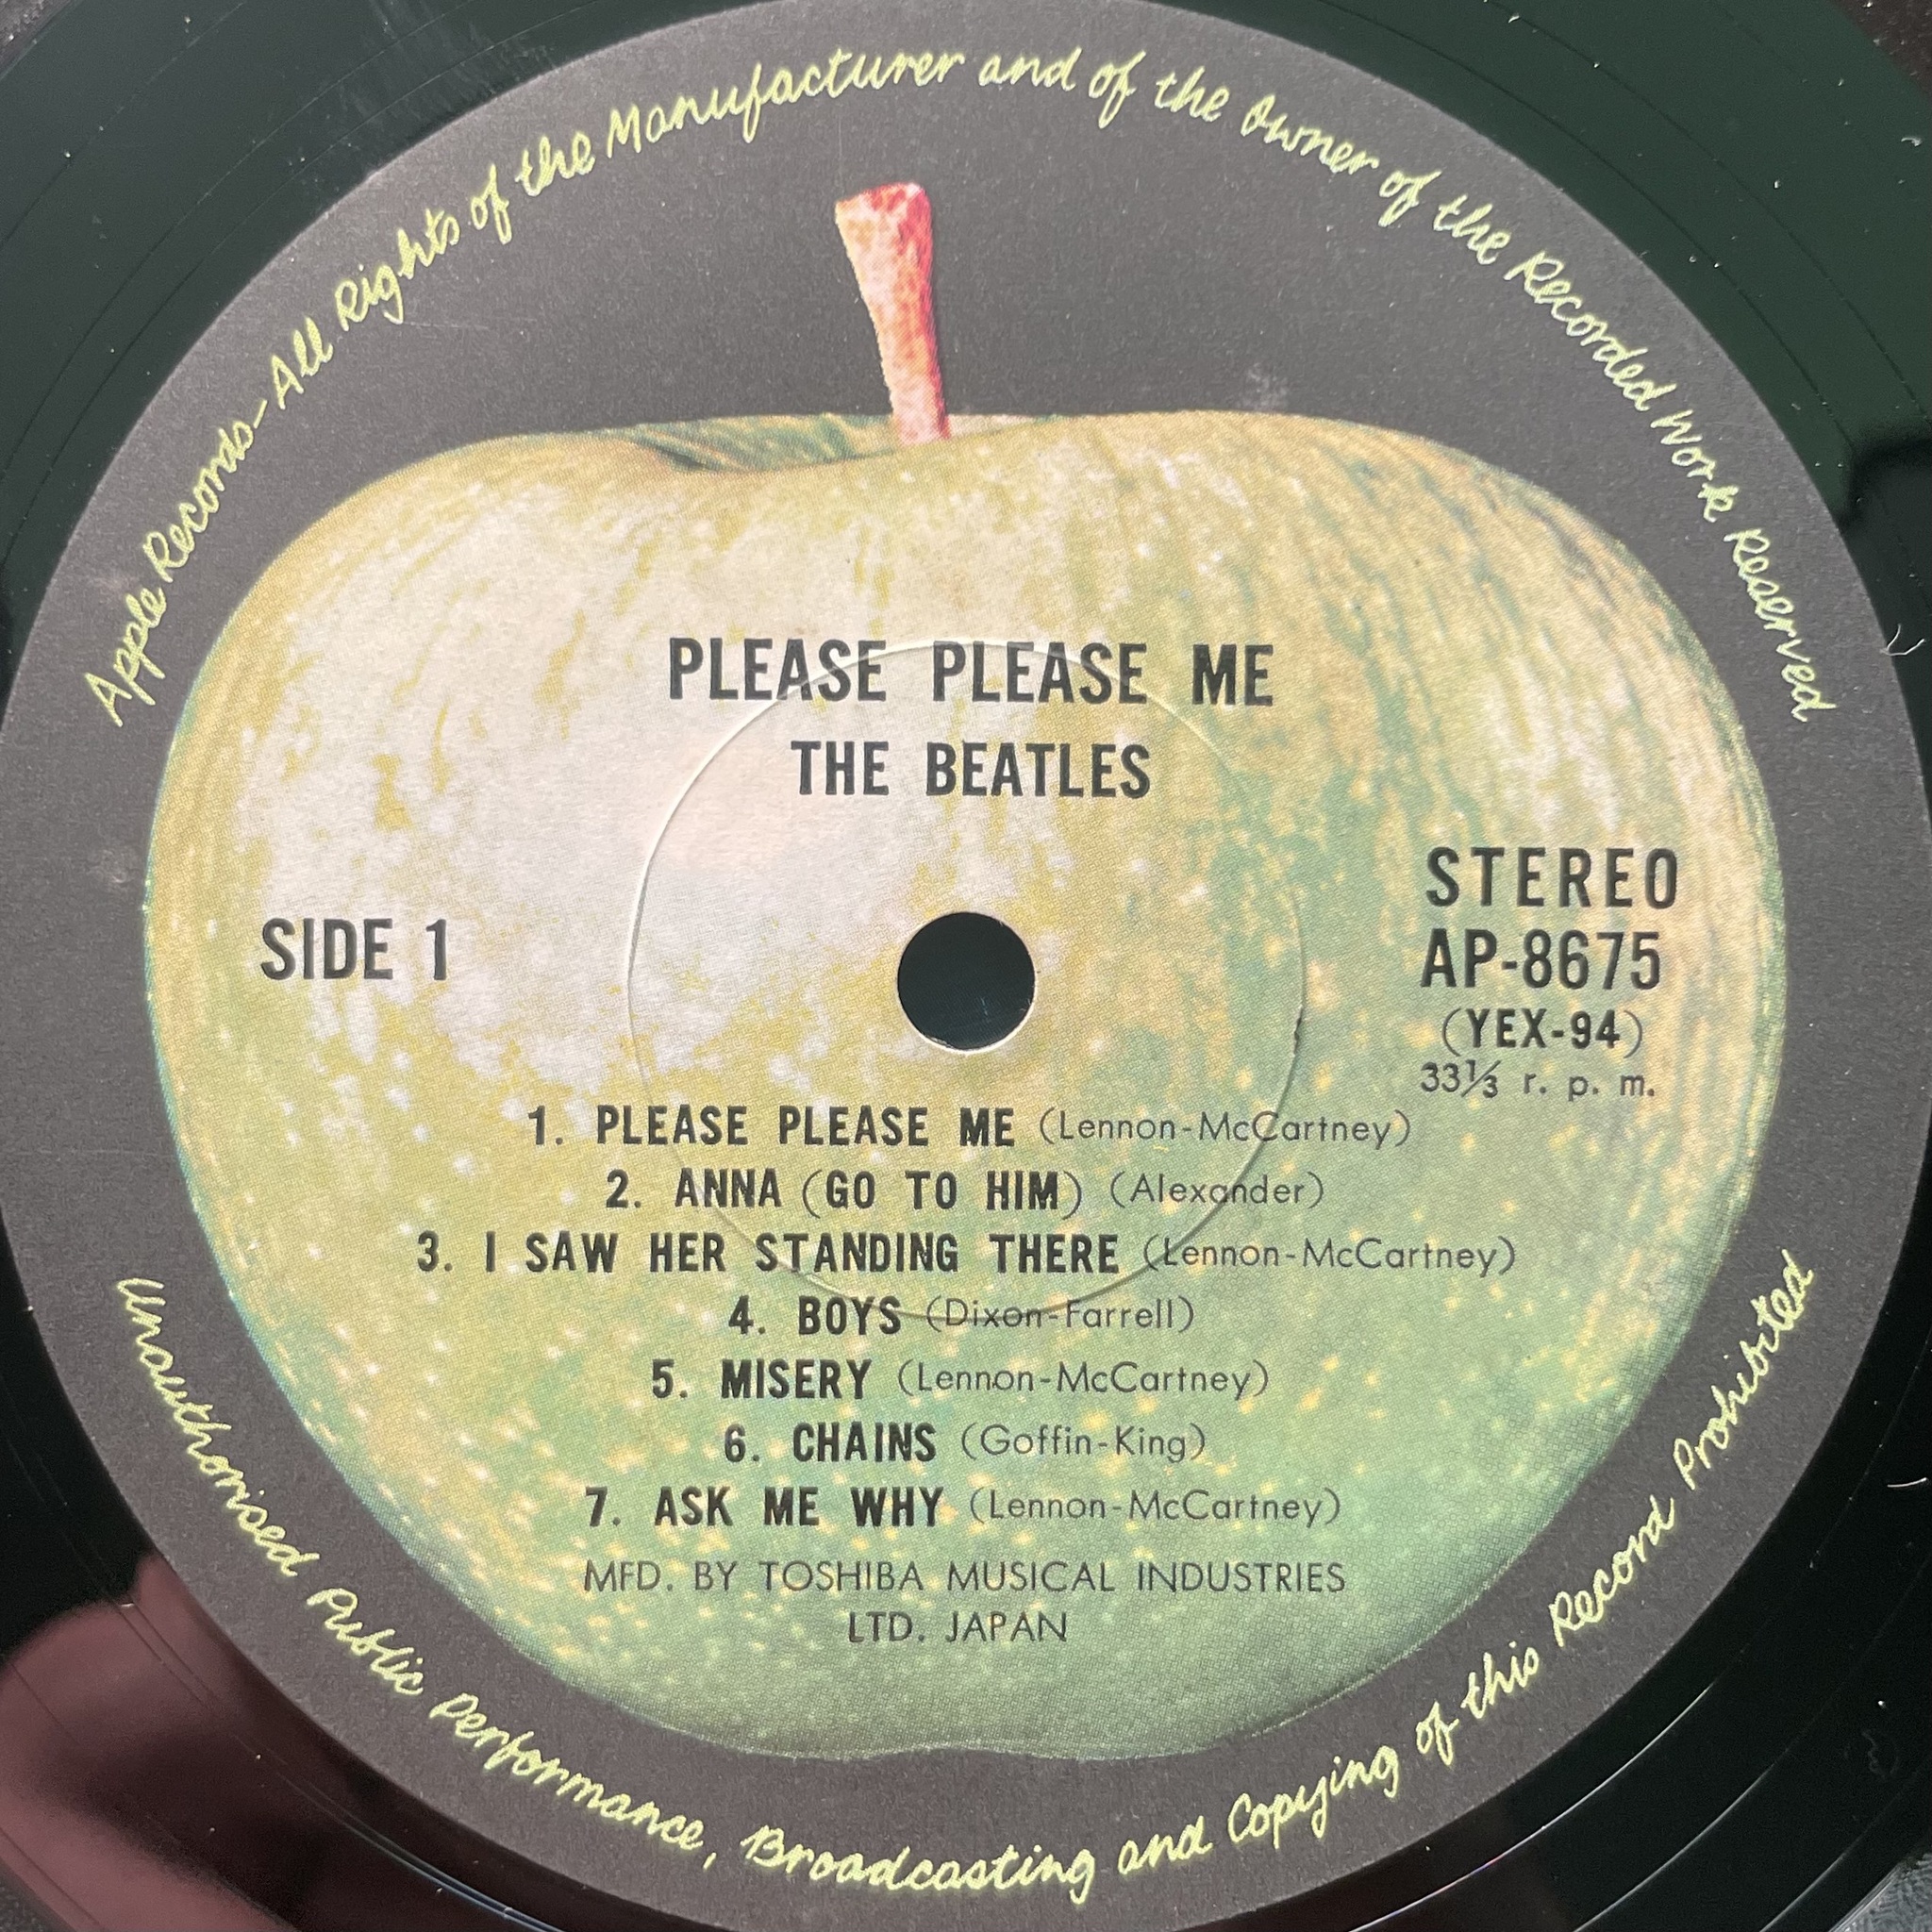 Apple Records-All Rights of the Manufacturer and of the Owner of the Recorded Work Reserved
PLEASE PLEASE ME
THE BEATLES
SIDE 1
STEREO
AP-8675
(YEX-94)
33⅓ r. p. m.
1. PLEASE PLEASE ME (Lennon-McCartney)
2. ANNA (GO TO HIM) (Alexander)
3. I SAW HER STANDING THERE (Lennon-McCartney)
4. BOYS (Dixon-Farrell)
5. MISERY (Lennon-McCartney)
6. CHAINS (Goffin-King)
7. ASK ME WHY (Lennon-McCartney)
MFD. BY TOSHIBA MUSICAL INDUSTRIES
LTD. JAPAN
Unauthorised Public Performance, Broadcasting and Copying of this Record Prohibited